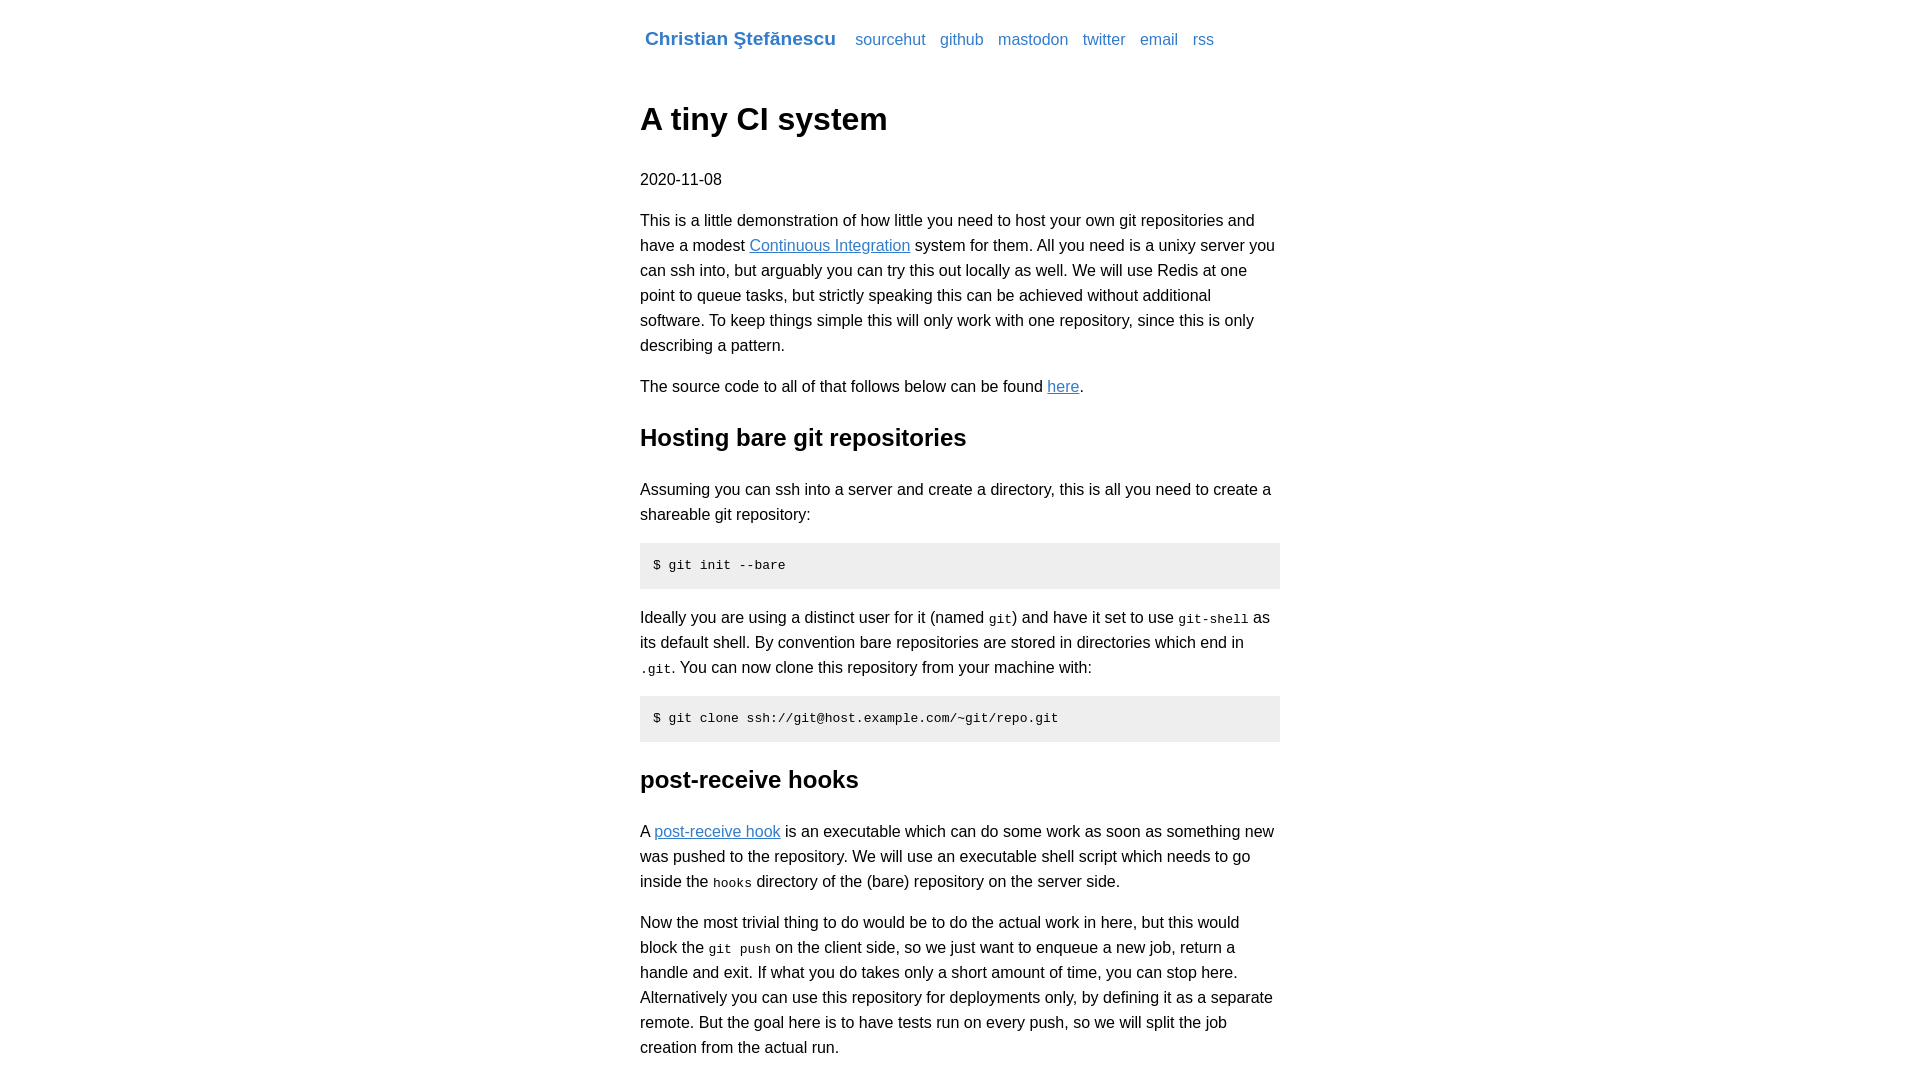 Christian Ştefănescu sourcehut github mastodon twitter email rss
A tiny CI system
2020-11-08
This is a little demonstration of how little you need to host your own git repositories and
have a modest Continuous Integration system for them. All you need is a unixy server you
can ssh into, but arguably you can try this out locally as well. We will use Redis at one
point to queue tasks, but strictly speaking this can be achieved without additional
software. To keep things simple this will only work with one repository, since this is only
describing a pattern.
The source code to all of that follows below can be found here.
Hosting bare git repositories
Assuming you can ssh into a server and create a directory, this is all you need to create a
shareable git repository:
$ git init --bare
Ideally you are using a distinct user for it (named git) and have it set to use git-shell as
its default shell. By convention bare repositories are stored in directories which end in
.git. You can now clone this repository from your machine with:
$ git clone ssh://git@host.example.com/~git/repo.git
post-receive hooks
A post-receive hook is an executable which can do some work as soon as something new
was pushed to the repository. We will use an executable shell script which needs to go
inside the hooks directory of the (bare) repository on the server side.
Now the most trivial thing to do would be to do the actual work in here, but this would
block the git push on the client side, so we just want to enqueue a new job, return a
handle and exit. If what you do takes only a short amount of time, you can stop here.
Alternatively you can use this repository for deployments only, by defining it as a separate
remote. But the goal here is to have tests run on every push, so we will split the job
creation from the actual run.